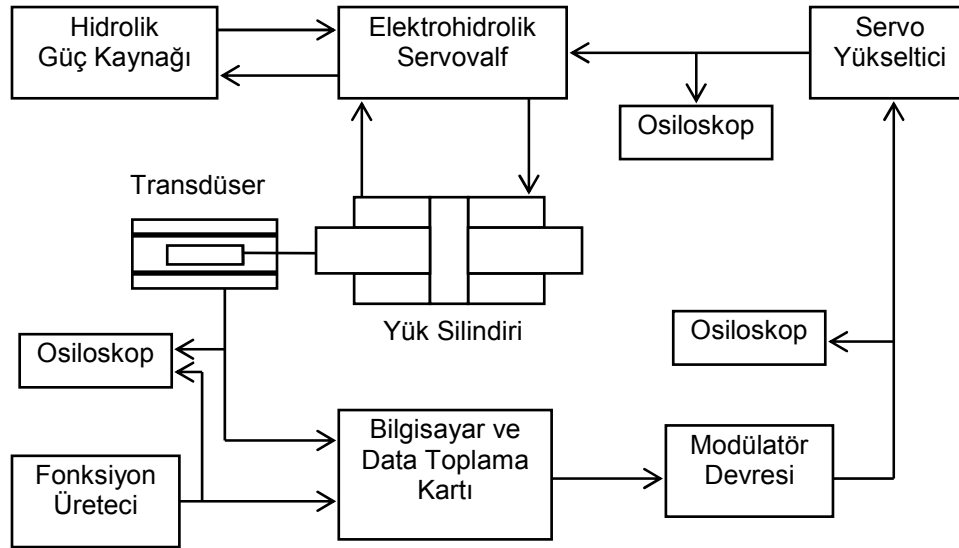 Hidrolik
Güç Kaynağı
Elektrohidrolik
Servovalf
Servo
Yükseltici
Osiloskop
Transdüser
Yük Silindiri
Osiloskop
Osiloskop
Bilgisayar ve
Data Toplama
Kartı
Modülatör
Devresi
Fonksiyon
Üreteci